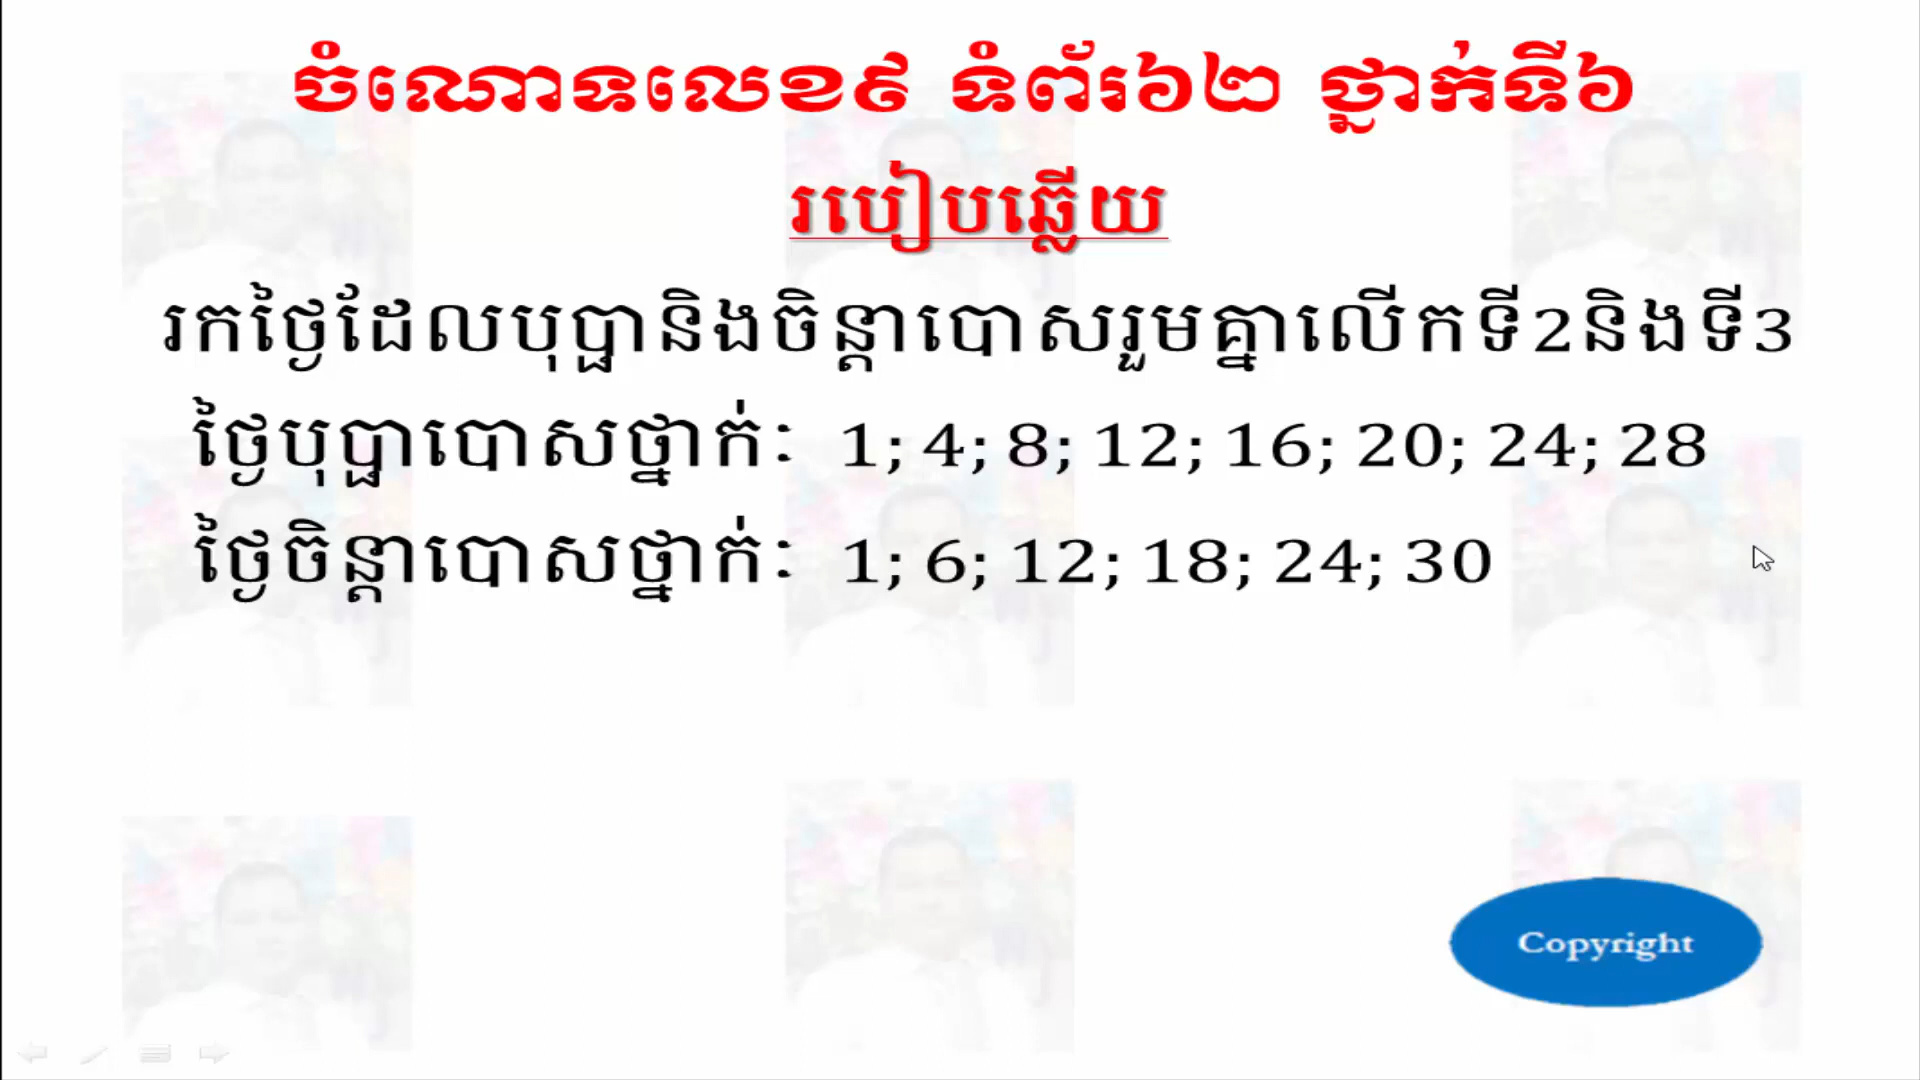 ចំណោទលេខ៩ ទំព័រ៦២ ថ្នាក់ទី៦
របៀបឆ្លើយ
រកថ្ងៃដែលបុប្ផានិងចិន្តាបោសរួមគ្នាលើកទី2និងទី3
ថ្ងៃបុប្ផាបោសថ្នាក់ៈ 1; 4; 8; 12; 16; 20; 24; 28
ថ្ងៃចិន្តាបោសថ្នាក់ៈ 1; 6; 12; 18; 24; 30
Copyright